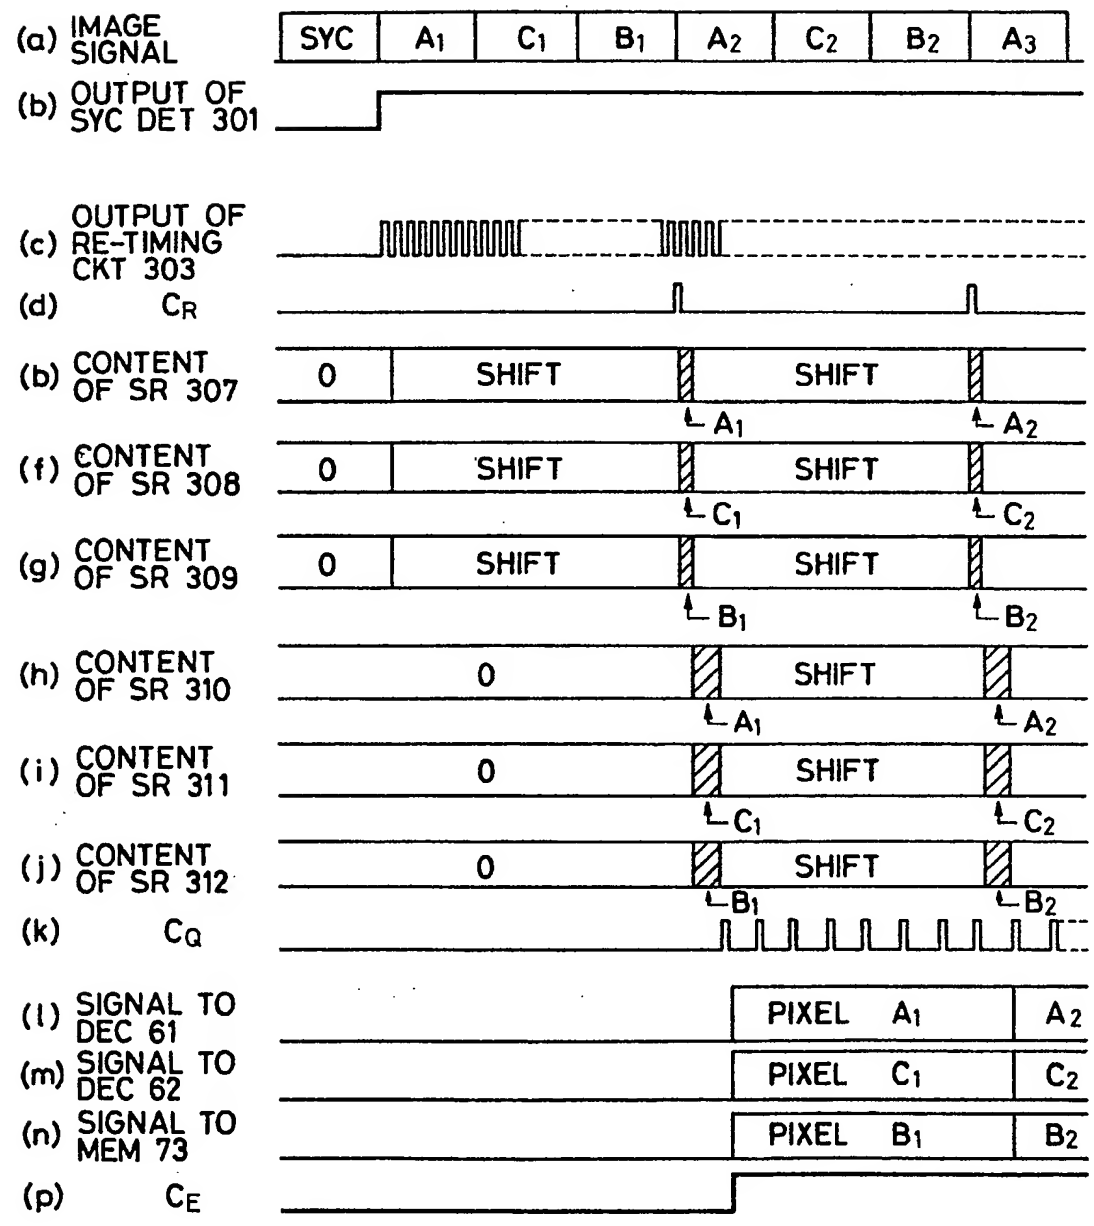 (a) IMAGE SIGNAL SYC A1 C1 B1 A2 C2 B2 A3
(b) OUTPUT OF SYC DET 301
(c) OUTPUT OF RE-TIMING CKT 303
(d) CR
(b) CONTENT OF SR 307 0 SHIFT SHIFT
A1 A2
(f) CONTENT OF SR 308 0 SHIFT SHIFT
C1 C2
(g) CONTENT OF SR 309 0 SHIFT SHIFT
B1 B2
(h) CONTENT OF SR 310 0 SHIFT
A1 A2
(i) CONTENT OF SR 311 0 SHIFT
C1 C2
(j) CONTENT OF SR 312 0 SHIFT
B1 B2
(k) CQ
(l) SIGNAL TO DEC 61 PIXEL A1 A2
(m) SIGNAL TO DEC 62 PIXEL C1 C2
(n) SIGNAL TO MEM 73 PIXEL B1 B2
(p) CE